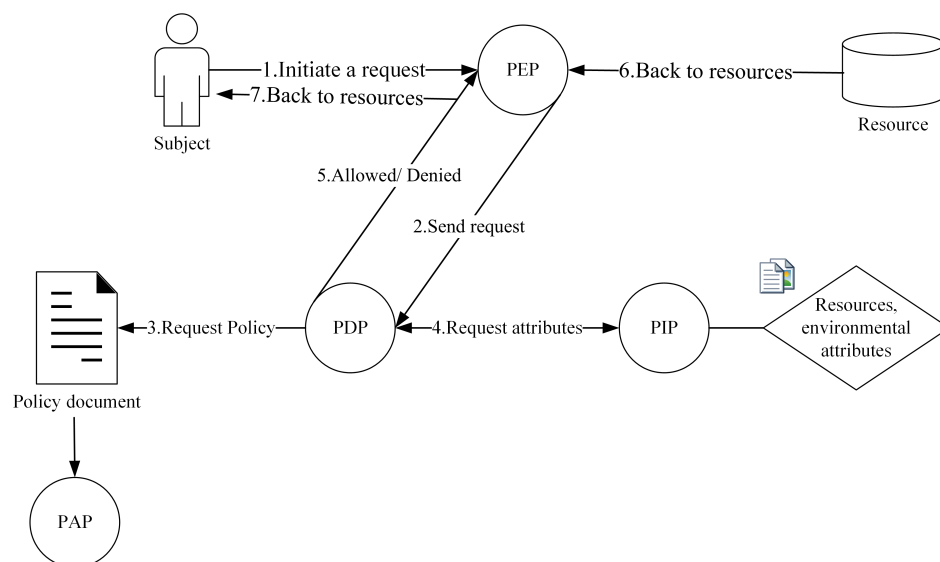 1.Initiate a request
PEP
6.Back to resources
7.Back to resources
Subject
Resource
5.Allowed/ Denied
2.Send request
3.Request Policy
PDP
4.Request attributes
PIP
Resources,
environmental
attributes
Policy document
PAP